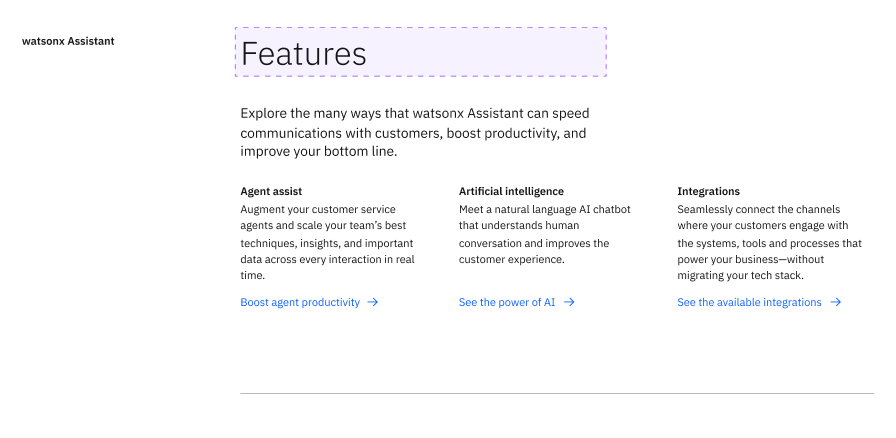 watsonx Assistant
Features
Explore the many ways that watsonx Assistant can speed
communications with customers, boost productivity, and
improve your bottom line.
Agent assist
Augment your customer service
agents and scale your team’s best
techniques, insights, and important
data across every interaction in real
time.
Boost agent productivity →
Artificial intelligence
Meet a natural language AI chatbot
that understands human
conversation and improves the
customer experience.
See the power of AI →
Integrations
Seamlessly connect the channels
where your customers engage with
the systems, tools and processes that
power your business—without
migrating your tech stack.
See the available integrations →